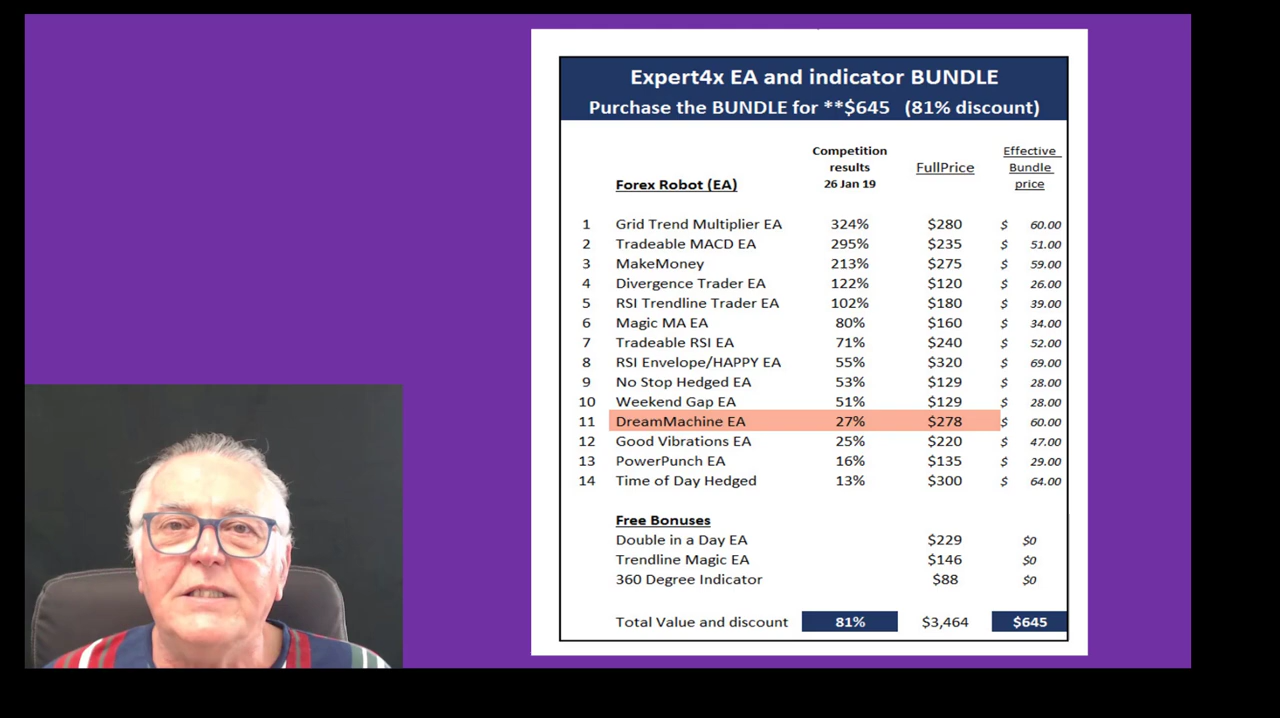 Expert4x EA and indicator BUNDLE
Purchase the BUNDLE for **$645 (81% discount)
Forex Robot (EA) Competition results 26 Jan 19 FullPrice Effective Bundle price
1 Grid Trend Multiplier EA 324% $280 $ 60.00
2 Tradeable MACD EA 295% $235 $ 51.00
3 MakeMoney 213% $275 $ 59.00
4 Divergence Trader EA 122% $120 $ 26.00
5 RSI Trendline Trader EA 102% $180 $ 39.00
6 Magic MA EA 80% $160 $ 34.00
7 Tradeable RSI EA 71% $240 $ 52.00
8 RSI Envelope/HAPPY EA 55% $320 $ 69.00
9 No Stop Hedged EA 53% $129 $ 28.00
10 Weekend Gap EA 51% $129 $ 28.00
11 DreamMachine EA 27% $278 $ 60.00
12 Good Vibrations EA 25% $220 $ 47.00
13 PowerPunch EA 16% $135 $ 29.00
14 Time of Day Hedged 13% $300 $ 64.00
Free Bonuses
Double in a Day EA $229 $0
Trendline Magic EA $146 $0
360 Degree Indicator $88 $0
Total Value and discount 81% $3,464 $645